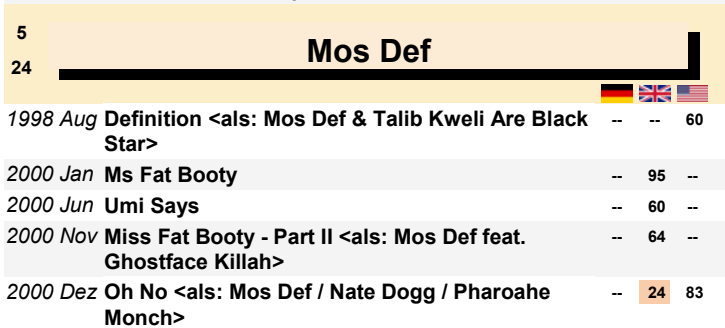 5
24
Mos Def
1998 Aug Definition <als: Mos Def & Talib Kweli Are Black -- -- 60
Star>
2000 Jan Ms Fat Booty -- 95 --
2000 Jun Umi Says -- 60 --
2000 Nov Miss Fat Booty - Part II <als: Mos Def feat. -- 64 --
Ghostface Killah>
2000 Dez Oh No <als: Mos Def / Nate Dogg / Pharoahe -- 24 83
Monch>